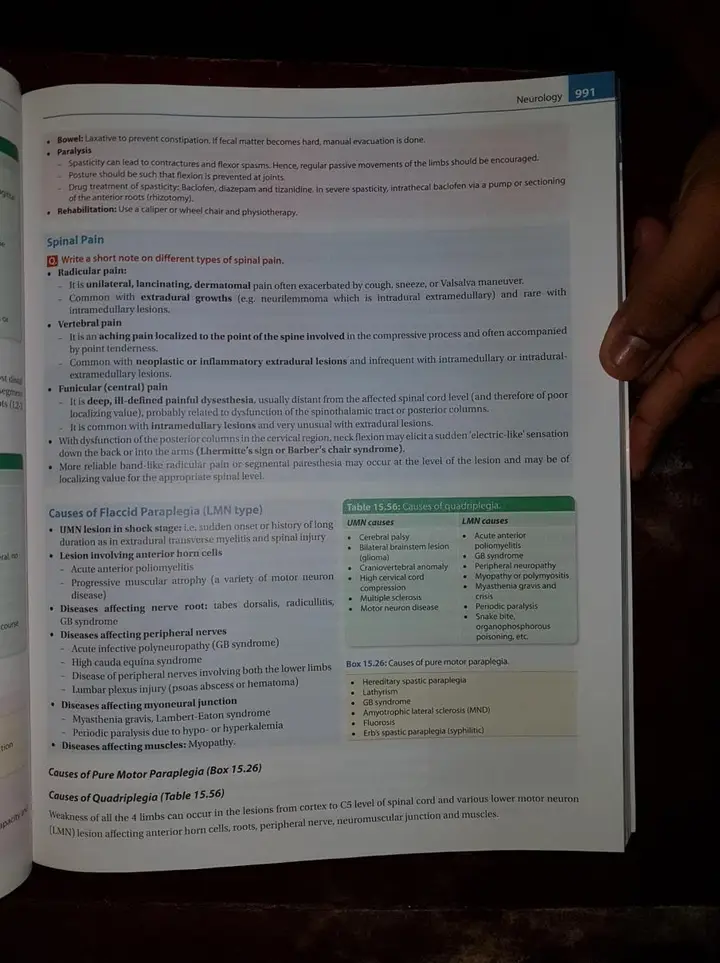 Neurology 991
• Bowel: Laxative to prevent constipation. If fecal matter becomes hard, manual evacuation is done.
• Paralysis
– Spasticity can lead to contractures and flexor spasms. Hence, regular passive movements of the limbs should be encouraged.
– Posture should be such that flexion is prevented at joints.
– Drug treatment of spasticity: Baclofen, diazepam and tizanidine. In severe spasticity, intrathecal baclofen via a pump or sectioning
of the anterior roots (rhizotomy).
• Rehabilitation: Use a caliper or wheel chair and physiotherapy.
Spinal Pain
Q. Write a short note on different types of spinal pain.
• Radicular pain:
– It is unilateral, lancinating, dermatomal pain often exacerbated by cough, sneeze, or Valsalva maneuver.
– Common with extradural growths (e.g. neurilemmoma which is intradural extramedullary) and rare with
intramedullary lesions.
• Vertebral pain
– It is an aching pain localized to the point of the spine involved in the compressive process and often accompanied
by point tenderness.
– Common with neoplastic or inflammatory extradural lesions and infrequent with intramedullary or intradural-
extramedullary lesions.
• Funicular (central) pain
– It is deep, ill-defined painful dysesthesia, usually distant from the affected spinal cord level (and therefore of poor
localizing value), probably related to dysfunction of the spinothalamic tract or posterior columns.
– It is common with intramedullary lesions and very unusual with extradural lesions.
• With dysfunction of the posterior columns in the cervical region, neck flexion may elicit a sudden 'electric-like' sensation
down the back or into the arms (Lhermitte's sign or Barber's chair syndrome).
• More reliable band-like radicular pain or segmental paresthesia may occur at the level of the lesion and may be of
localizing value for the appropriate spinal level.
Causes of Flaccid Paraplegia (LMN type)
• UMN lesion in shock stage: i.e. sudden onset or history of long
duration as in extradural transverse myelitis and spinal injury
• Lesion involving anterior horn cells
– Acute anterior poliomyelitis
– Progressive muscular atrophy (a variety of motor neuron
disease)
• Diseases affecting nerve root: tabes dorsalis, radiculitis,
GB syndrome
• Diseases affecting peripheral nerves
– Acute infective polyneuropathy (GB syndrome)
– High cauda equina syndrome
– Disease of peripheral nerves involving both the lower limbs
– Lumbar plexus injury (psoas abscess or hematoma)
• Diseases affecting myoneural junction
– Myasthenia gravis, Lambert-Eaton syndrome
– Periodic paralysis due to hypo- or hyperkalemia
• Diseases affecting muscles: Myopathy.
Table 15.56: Causes of quadriplegia.
UMN causes
• Cerebral palsy
• Bilateral brainstem lesion
(glioma)
• Craniovertebral anomaly
• High cervical cord
compression
• Multiple sclerosis
• Motor neuron disease
LMN causes
• Acute anterior
poliomyelitis
• GB syndrome
• Peripheral neuropathy
• Myopathy or polymyositis
• Myasthenia gravis and
crisis
• Periodic paralysis
• Snake bite,
organophosphorous
poisoning, etc.
Box 15.26: Causes of pure motor paraplegia.
• Hereditary spastic paraplegia
• Lathyrism
• GB syndrome
• Amyotrophic lateral sclerosis (MND)
• Fluorosis
• Erb's spastic paraplegia (syphilitic)
Causes of Pure Motor Paraplegia (Box 15.26)
Causes of Quadriplegia (Table 15.56)
Weakness of all the 4 limbs can occur in the lesions from cortex to C5 level of spinal cord and various lower motor neuron
(LMN) lesion affecting anterior horn cells, roots, peripheral nerve, neuromuscular junction and muscles.